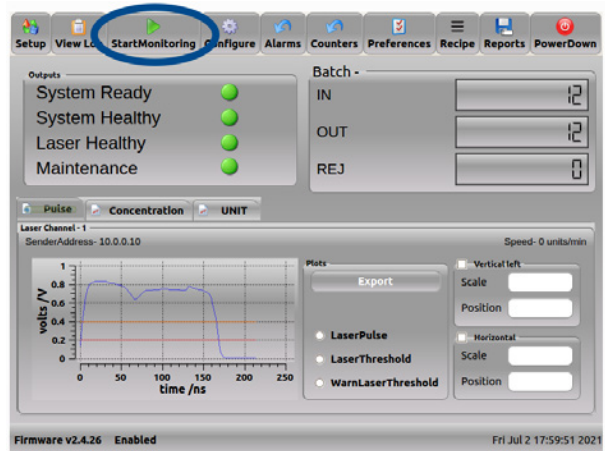 Setup View Lo StartMonitoring Configure Alarms Counters Preferences Recipe Reports PowerDown
Outputs
System Ready
System Healthy
Laser Healthy
Maintenance
Batch -
IN 12
OUT 12
REJ 0
Pulse Concentration UNIT
Laser Channel - 1
SenderAddress- 10.0.0.10 Speed- 0 units/min
volts /V
1
0.8
0.6
0.4
0.2
0
0 50 100 150 200 250
time /ns
Plots
Export
LaserPulse
LaserThreshold
WarnLaserThreshold
Vertical left
Scale
Position
Horizontal
Scale
Position
Firmware v2.4.26 Enabled Fri Jul 2 17:59:51 2021